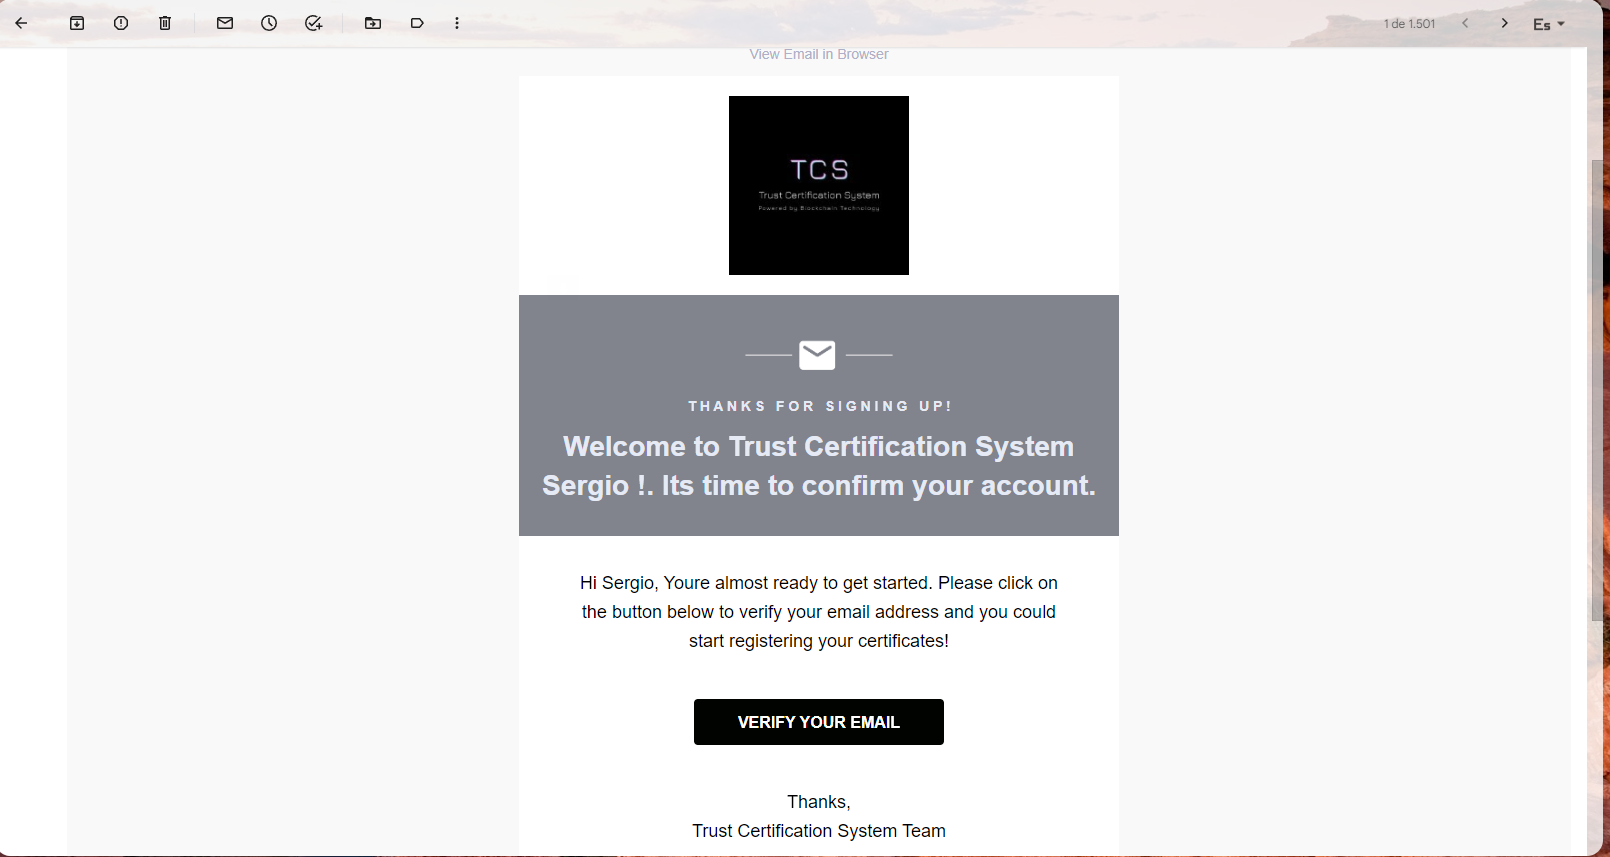 1 de 1.501
Es
View Email in Browser
TCS
Trust Certification System
Powered by Blockchain Technology
THANKS FOR SIGNING UP!
Welcome to Trust Certification System
Sergio !. Its time to confirm your account.
Hi Sergio, Youre almost ready to get started. Please click on
the button below to verify your email address and you could
start registering your certificates!
VERIFY YOUR EMAIL
Thanks,
Trust Certification System Team